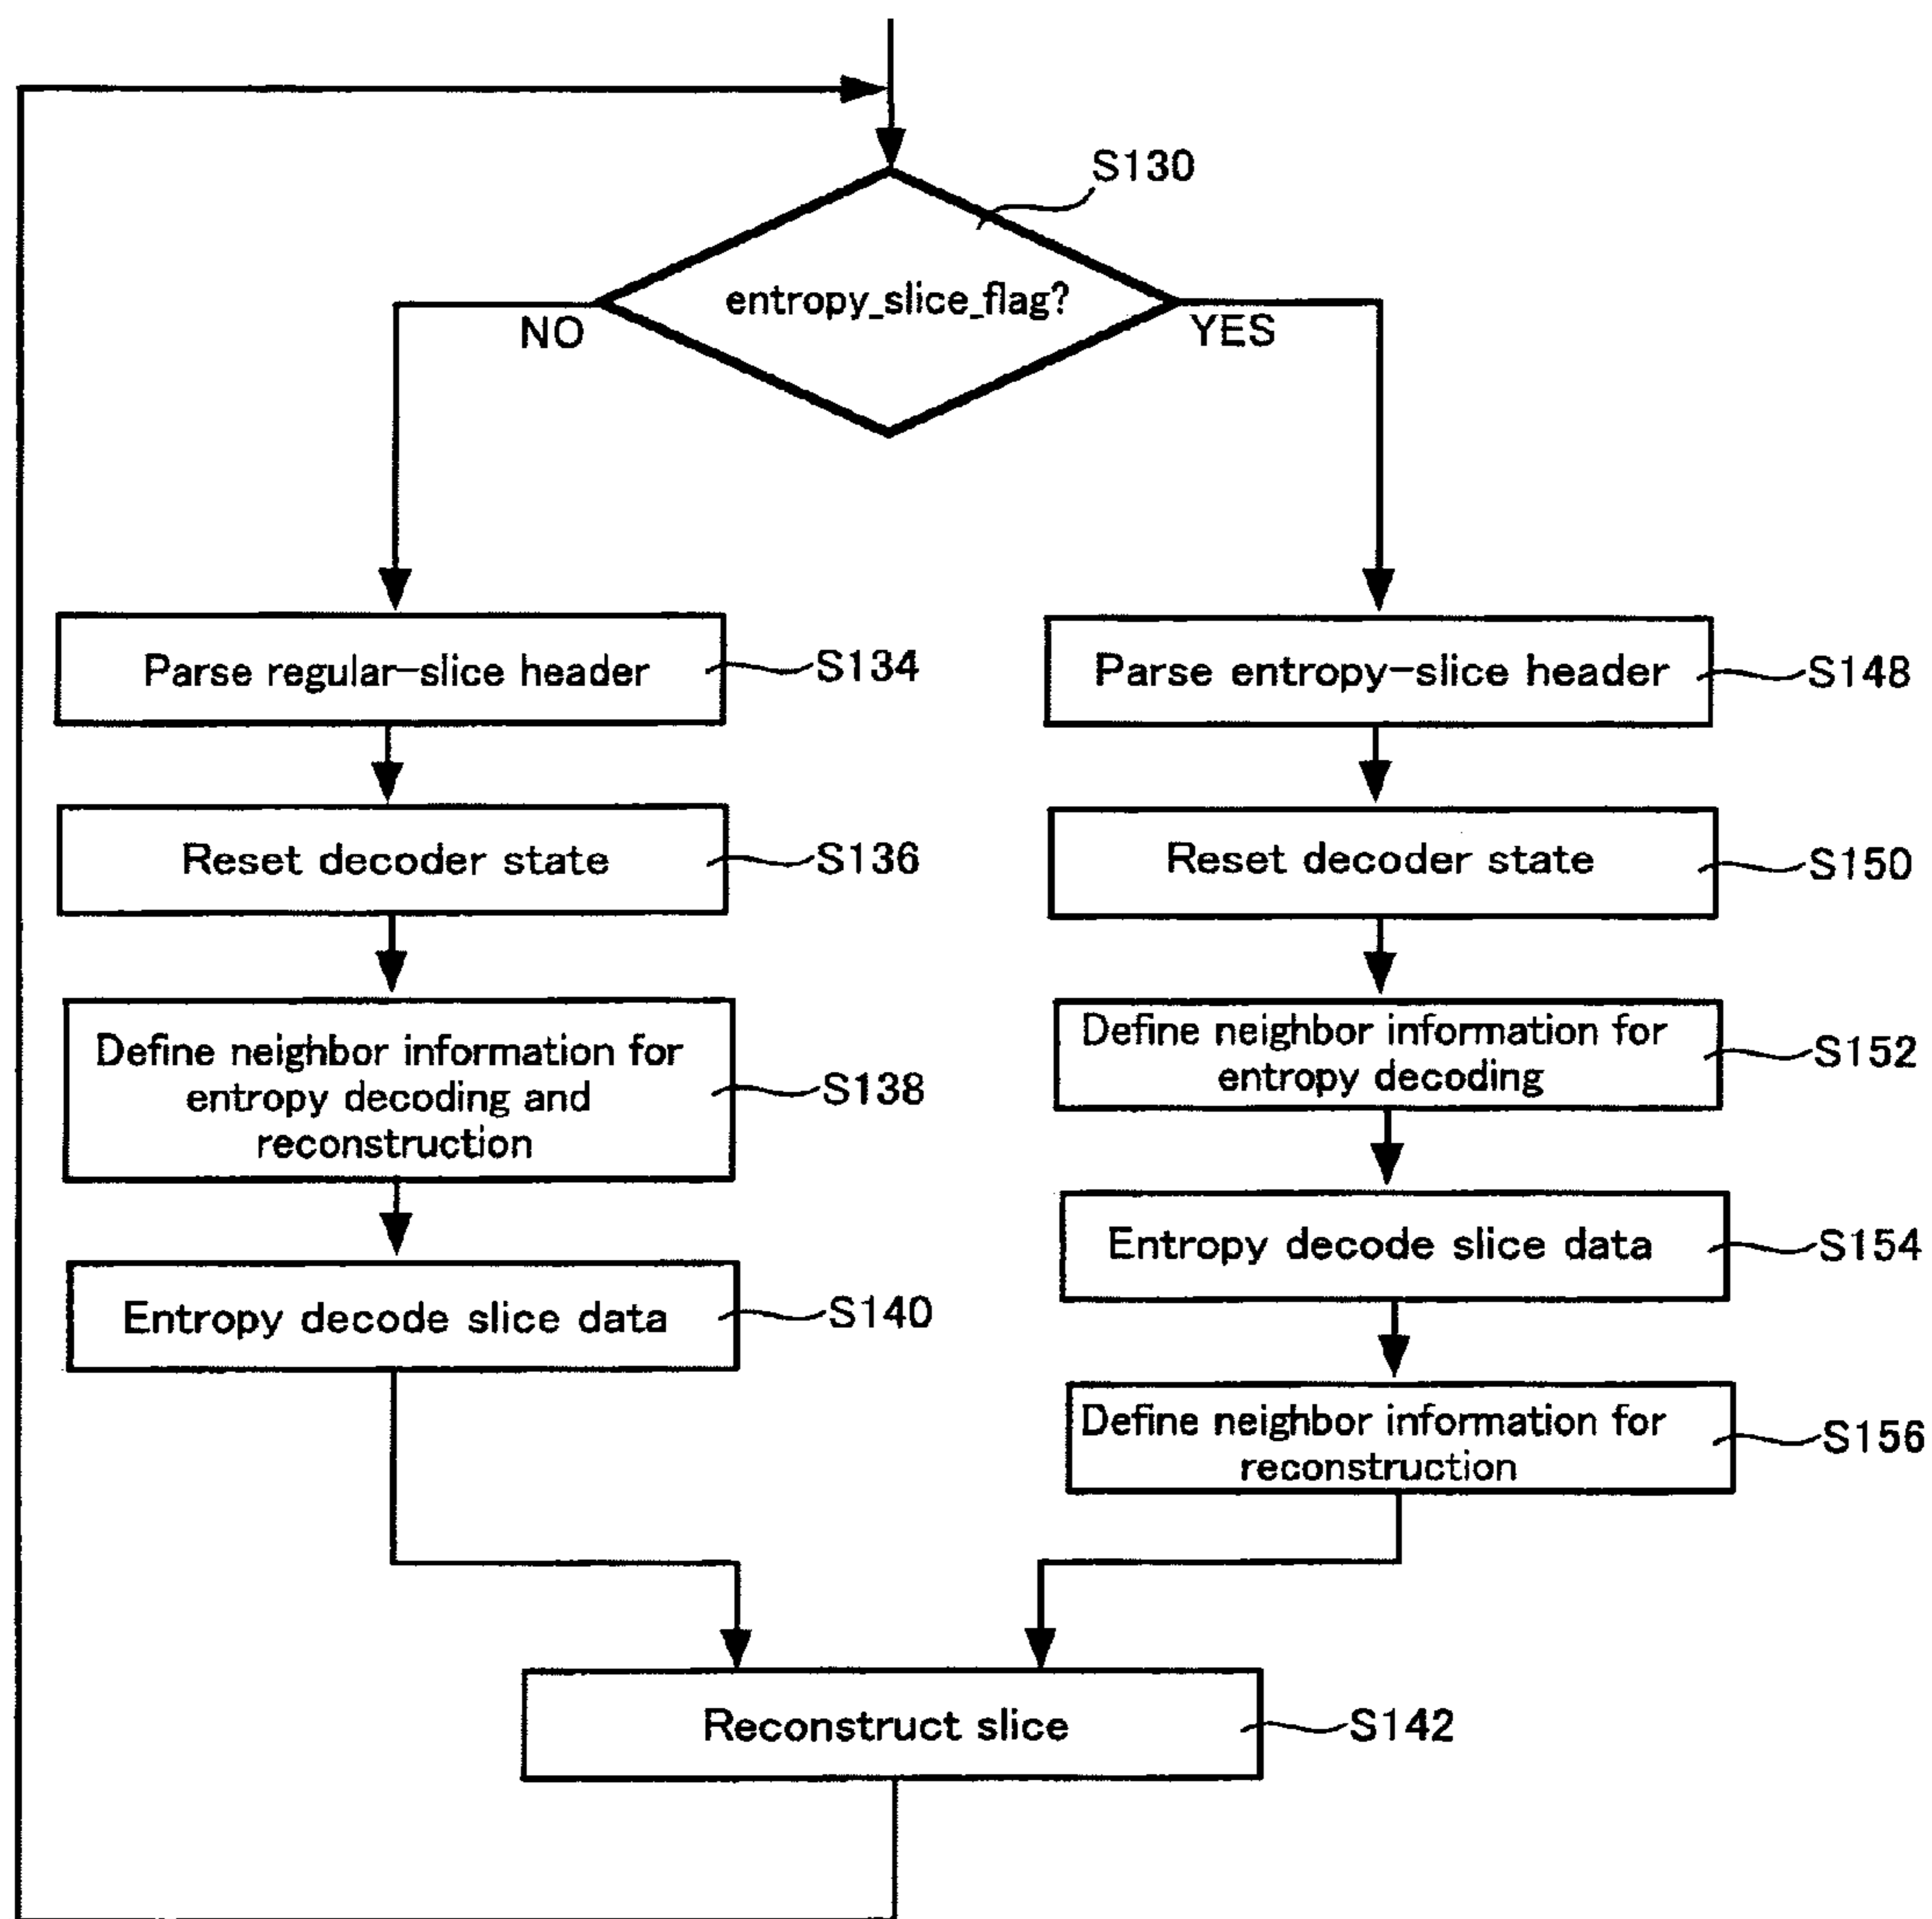 S130
entropy_slice_flag?
NO
YES
Parse regular-slice header
S134
Reset decoder state
S136
Define neighbor information for
entropy decoding and
reconstruction
S138
Entropy decode slice data
S140
Parse entropy-slice header
S148
Reset decoder state
S150
Define neighbor information for
entropy decoding
S152
Entropy decode slice data
S154
Define neighbor information for
reconstruction
S156
Reconstruct slice
S142